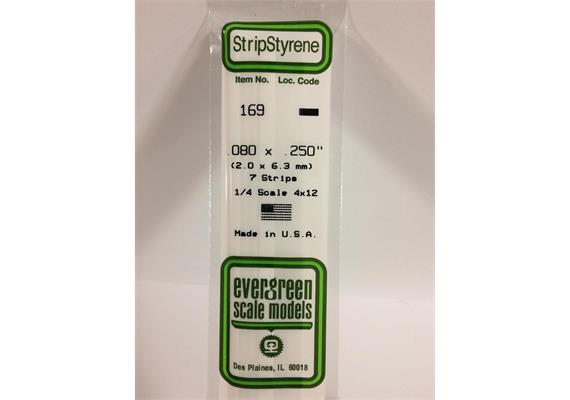 StripStyrene
Item No. Loc. Code
169
.080 x .250"
(2.0 x 6.3 mm)
7 Strips
1/4 Scale 4x12
Made in U.S.A.
evergreen
scale models
Des Plaines, IL 60018